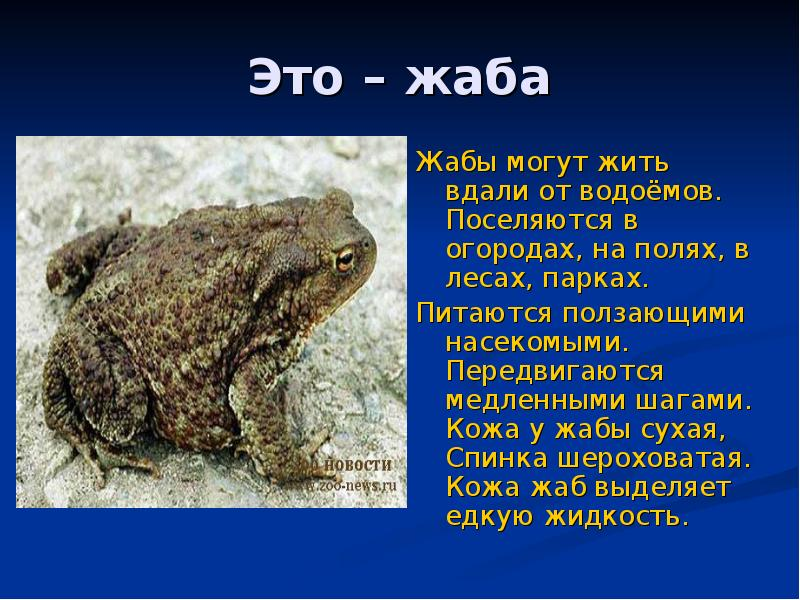 Это – жаба
Жабы могут жить
вдали от водоёмов.
Поселяются в
огородах, на полях, в
лесах, парках.
Питаются ползающими
насекомыми.
Передвигаются
медленными шагами.
Кожа у жабы сухая,
Спинка шероховатая.
Кожа жаб выделяет
едкую жидкость.
НОВОСТИ
.zoo-news.ru